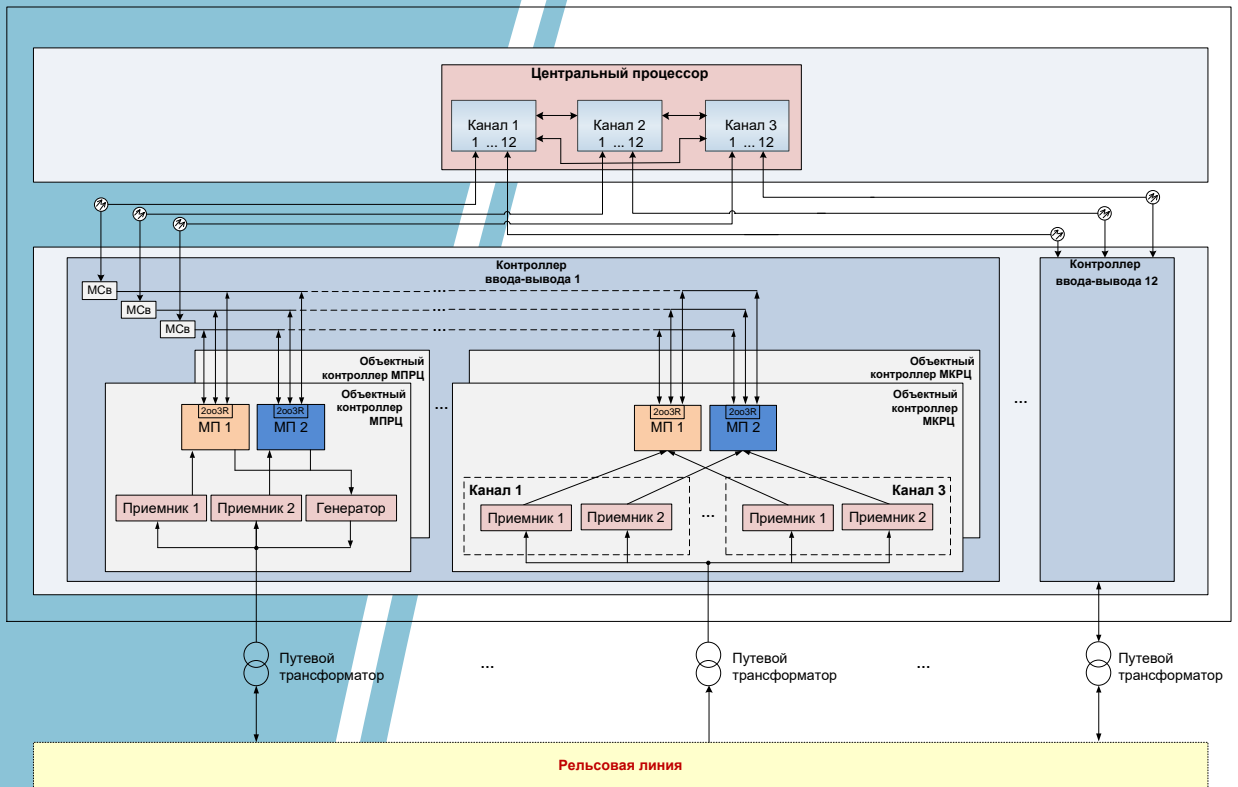 Центральный процессор
Канал 1
1 ... 12
Канал 2
1 ... 12
Канал 3
1 ... 12
Контроллер
ввода-вывода 1
Контроллер
ввода-вывода 12
МСв
...
...
МСв
...
МСв
...
Объектный
контроллер МПРЦ
Объектный
контроллер
МПРЦ
2oo3R
МП 1
2oo3R
МП 2
Приемник 1
Приемник 2
Генератор
...
Объектный
контроллер МКРЦ
Объектный
контроллер
МКРЦ
2oo3R
МП 1
2oo3R
МП 2
Канал 1
Приемник 1
Приемник 2
...
Канал 3
Приемник 1
Приемник 2
...
Путевой
трансформатор
...
Путевой
трансформатор
...
Путевой
трансформатор
Рельсовая линия